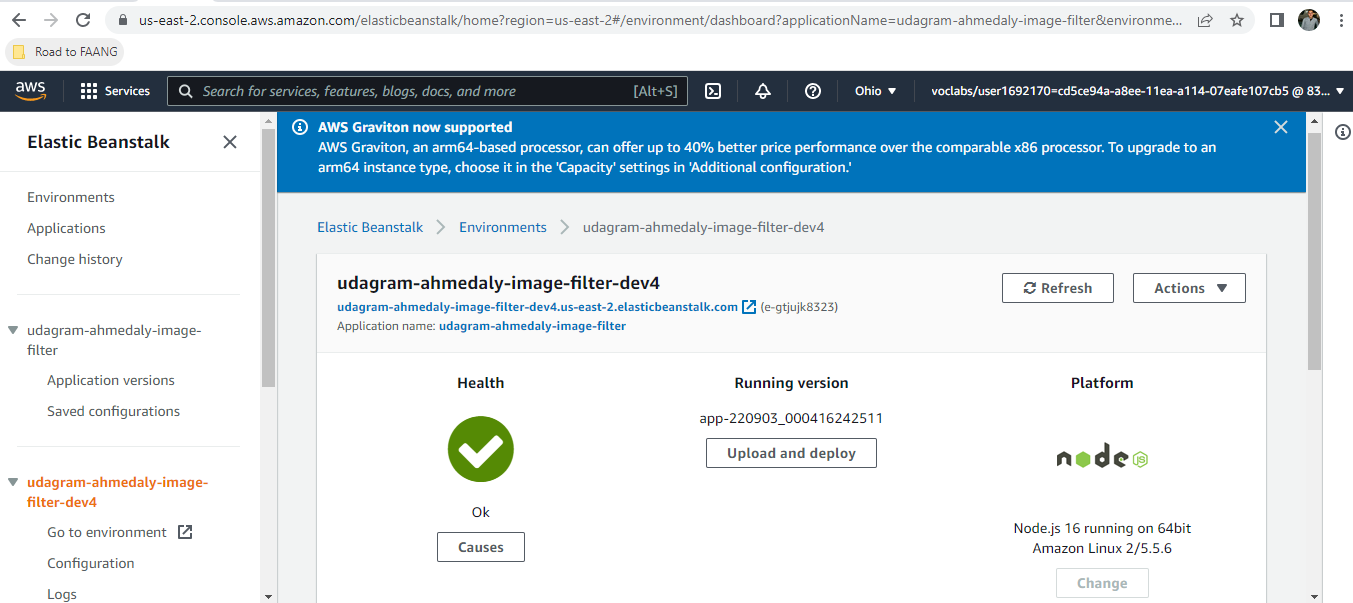 us-east-2.console.aws.amazon.com/elasticbeanstalk/home?region=us-east-2#/environment/dashboard?applicationName=udagram-ahmedaly-image-filter&environme...
Road to FAANG
aws
Services
Search for services, features, blogs, docs, and more
[Alt+S]
Ohio
voclabs/user1692170=cd5ce94a-a8ee-11ea-a114-07eafe107cb5 @ 83...
Elastic Beanstalk
Environments
Applications
Change history
udagram-ahmedaly-image-
filter
Application versions
Saved configurations
udagram-ahmedaly-image-
filter-dev4
Go to environment
Configuration
Logs
AWS Graviton now supported
AWS Graviton, an arm64-based processor, can offer up to 40% better price performance over the comparable x86 processor. To upgrade to an
arm64 instance type, choose it in the 'Capacity' settings in 'Additional configuration.'
Elastic Beanstalk
Environments
udagram-ahmedaly-image-filter-dev4
udagram-ahmedaly-image-filter-dev4
udagram-ahmedaly-image-filter-dev4.us-east-2.elasticbeanstalk.com (e-gtjujk8323)
Application name: udagram-ahmedaly-image-filter
Refresh
Actions
Health
Ok
Causes
Running version
app-220903_000416242511
Upload and deploy
Platform
node JS
Node.js 16 running on 64bit
Amazon Linux 2/5.5.6
Change